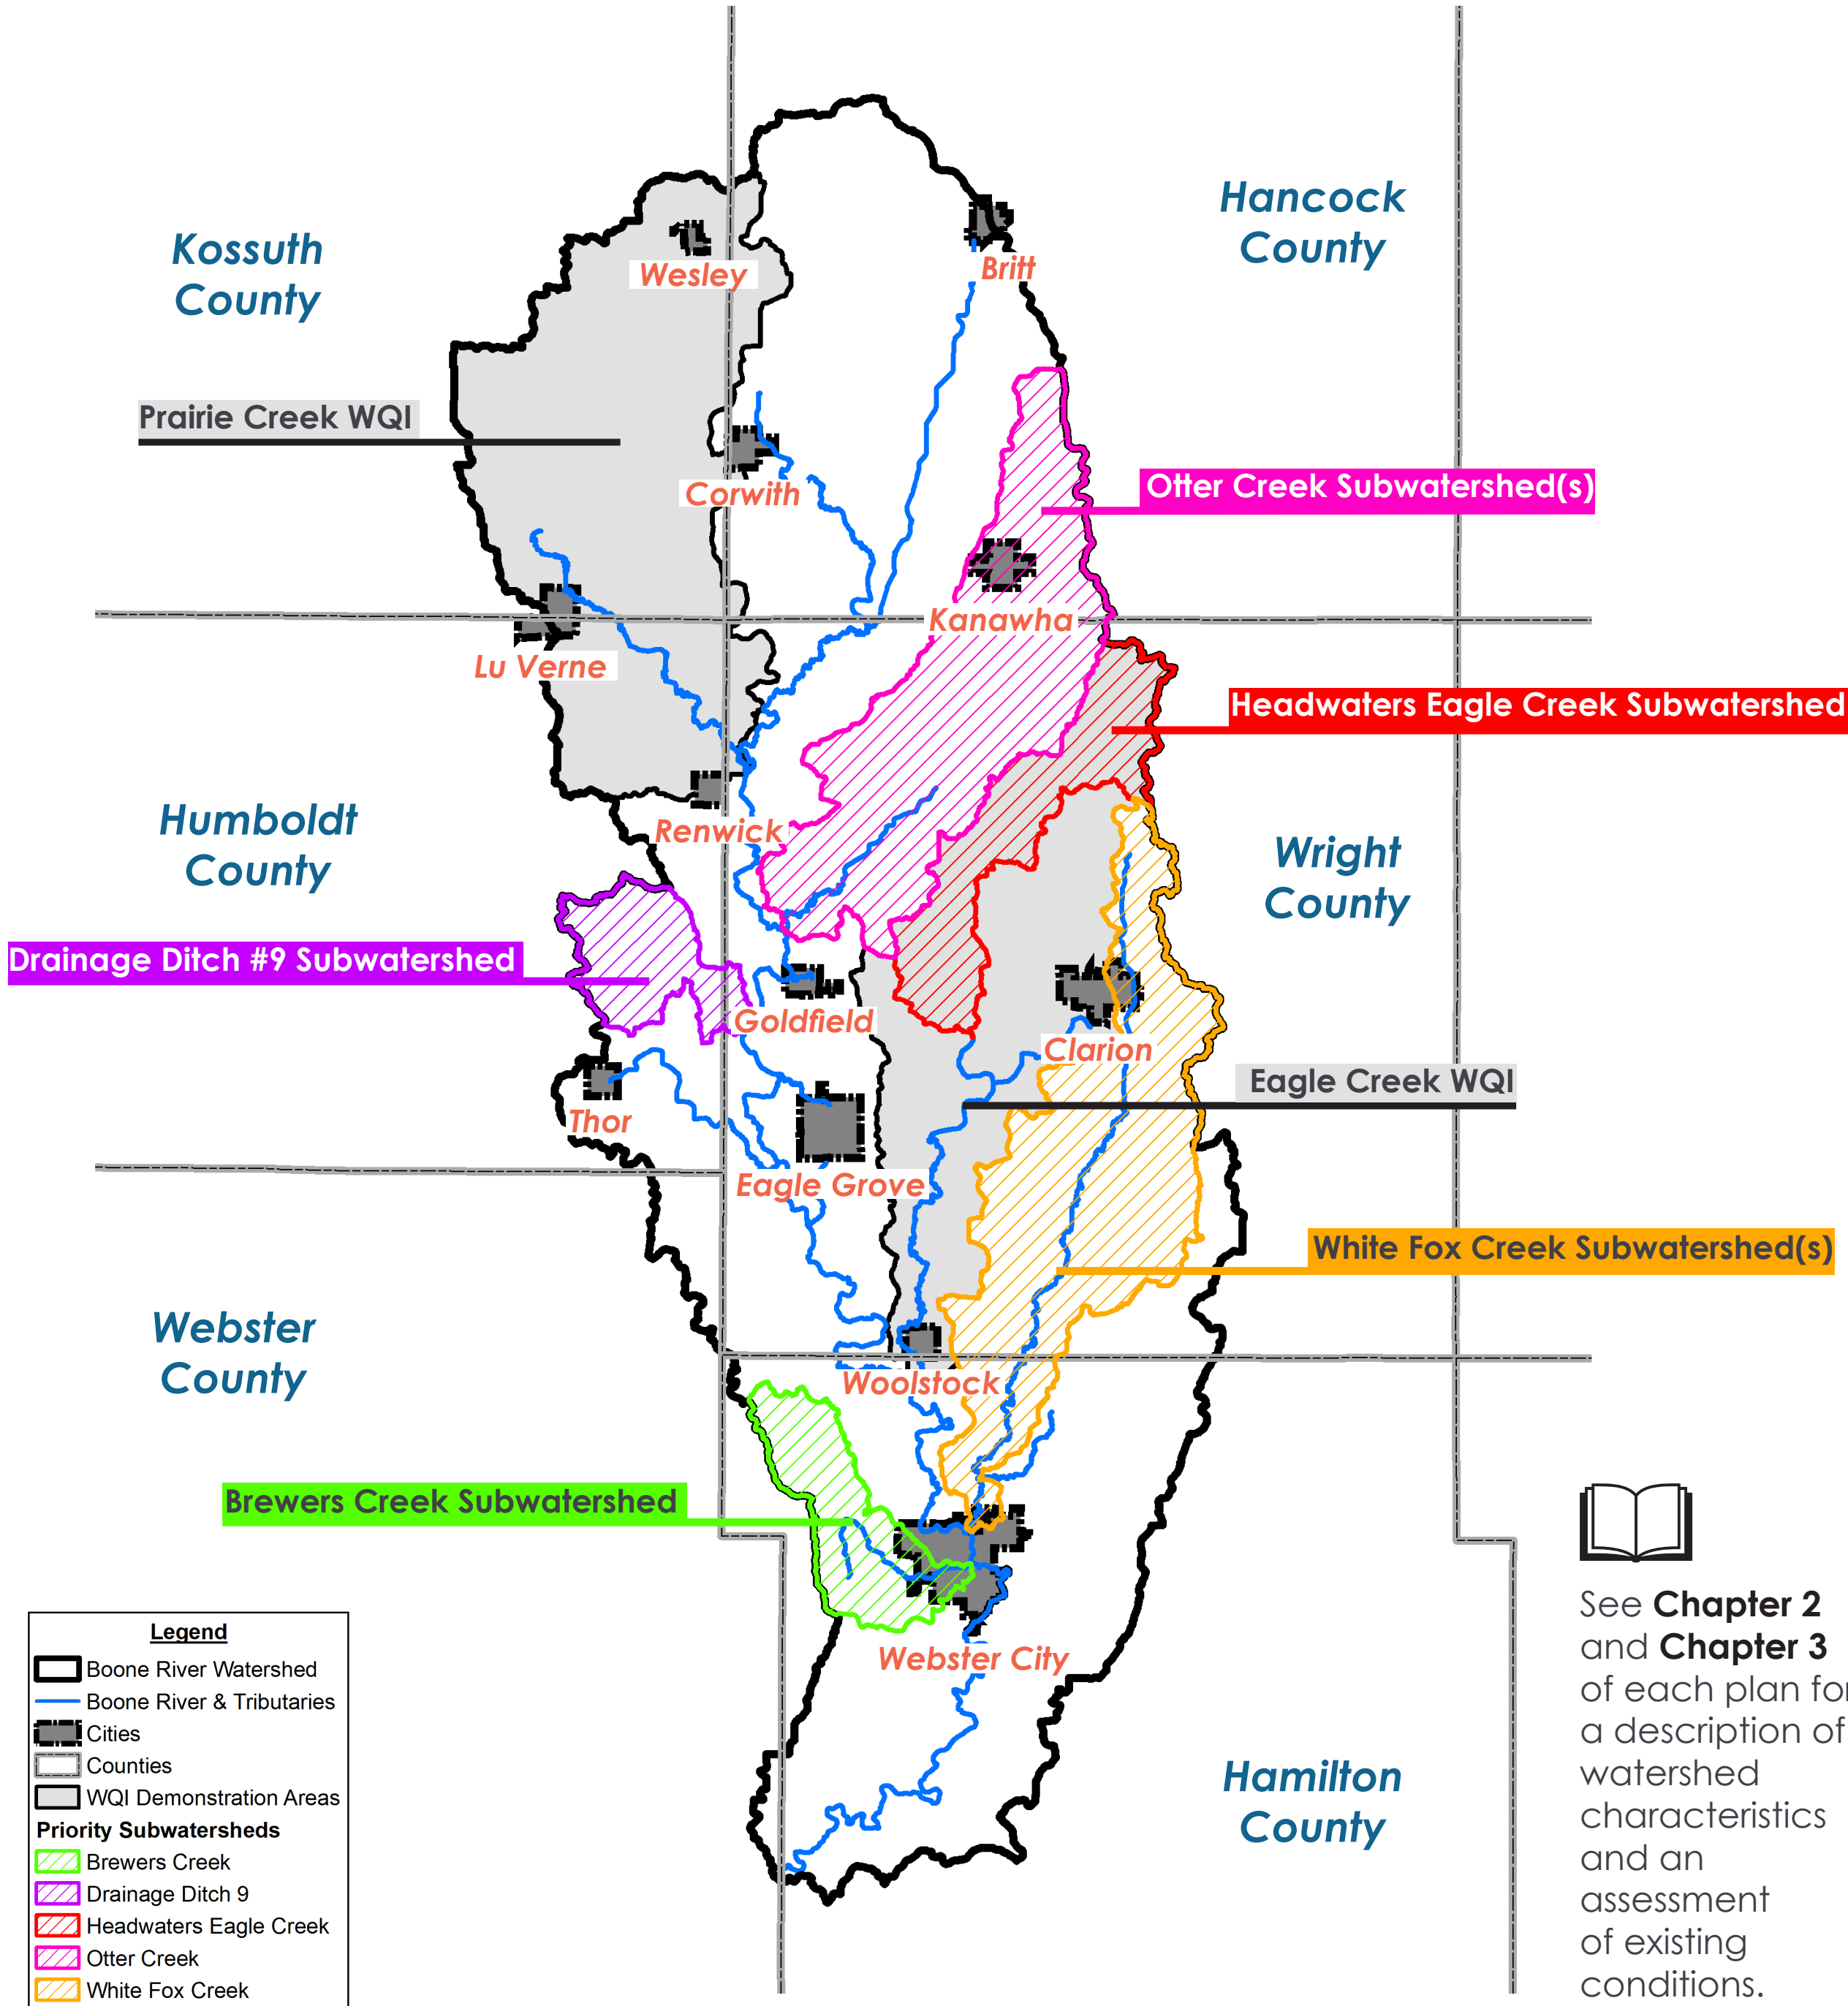 Hancock
County
Kossuth
County
Wesley
Britt
Prairie Creek WQI
Otter Creek Subwatershed(s)
Corwith
Kanawha
Lu Verne
Headwaters Eagle Creek Subwatershed
Humboldt
County
Renwick
Wright
County
Drainage Ditch #9 Subwatershed
Goldfield
Clarion
Eagle Creek WQI
Thor
Eagle Grove
White Fox Creek Subwatershed(s)
Webster
County
Woolstock
Brewers Creek Subwatershed
Webster City
Hamilton
County
Legend
Boone River Watershed
Boone River & Tributaries
Cities
Counties
WQI Demonstration Areas
Priority Subwatersheds
Brewers Creek
Drainage Ditch 9
Headwaters Eagle Creek
Otter Creek
White Fox Creek
See Chapter 2
and Chapter 3
of each plan for
a description of
watershed
characteristics
and an
assessment
of existing
conditions.